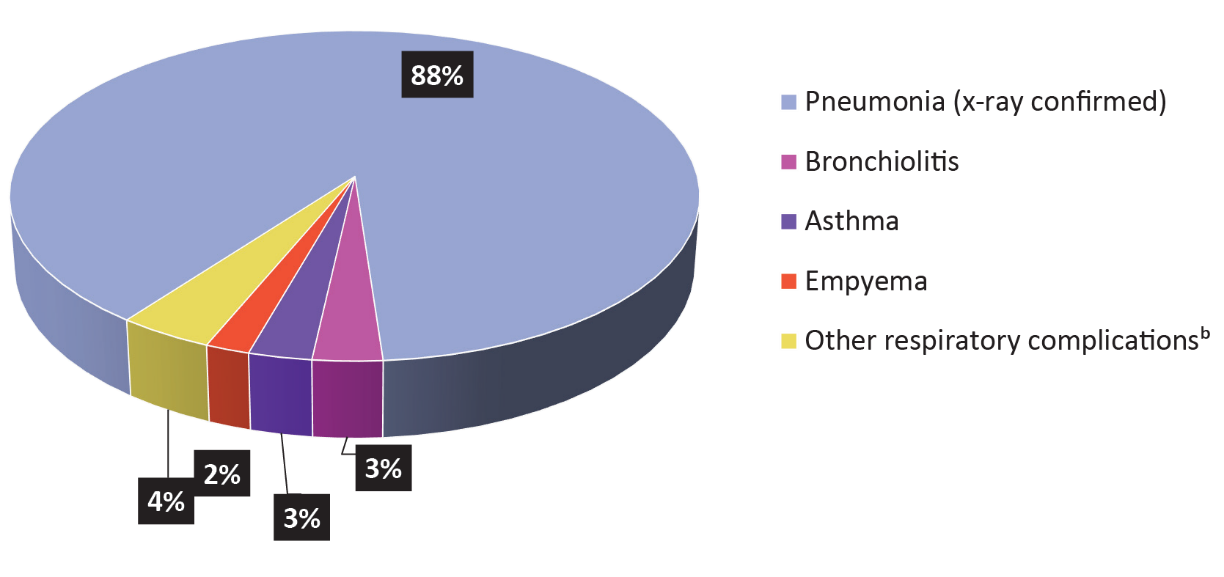 88%
Pneumonia (x-ray confirmed)
Bronchiolitis
Asthma
Empyema
Other respiratory complicationsᵇ
4%
2%
3%
3%